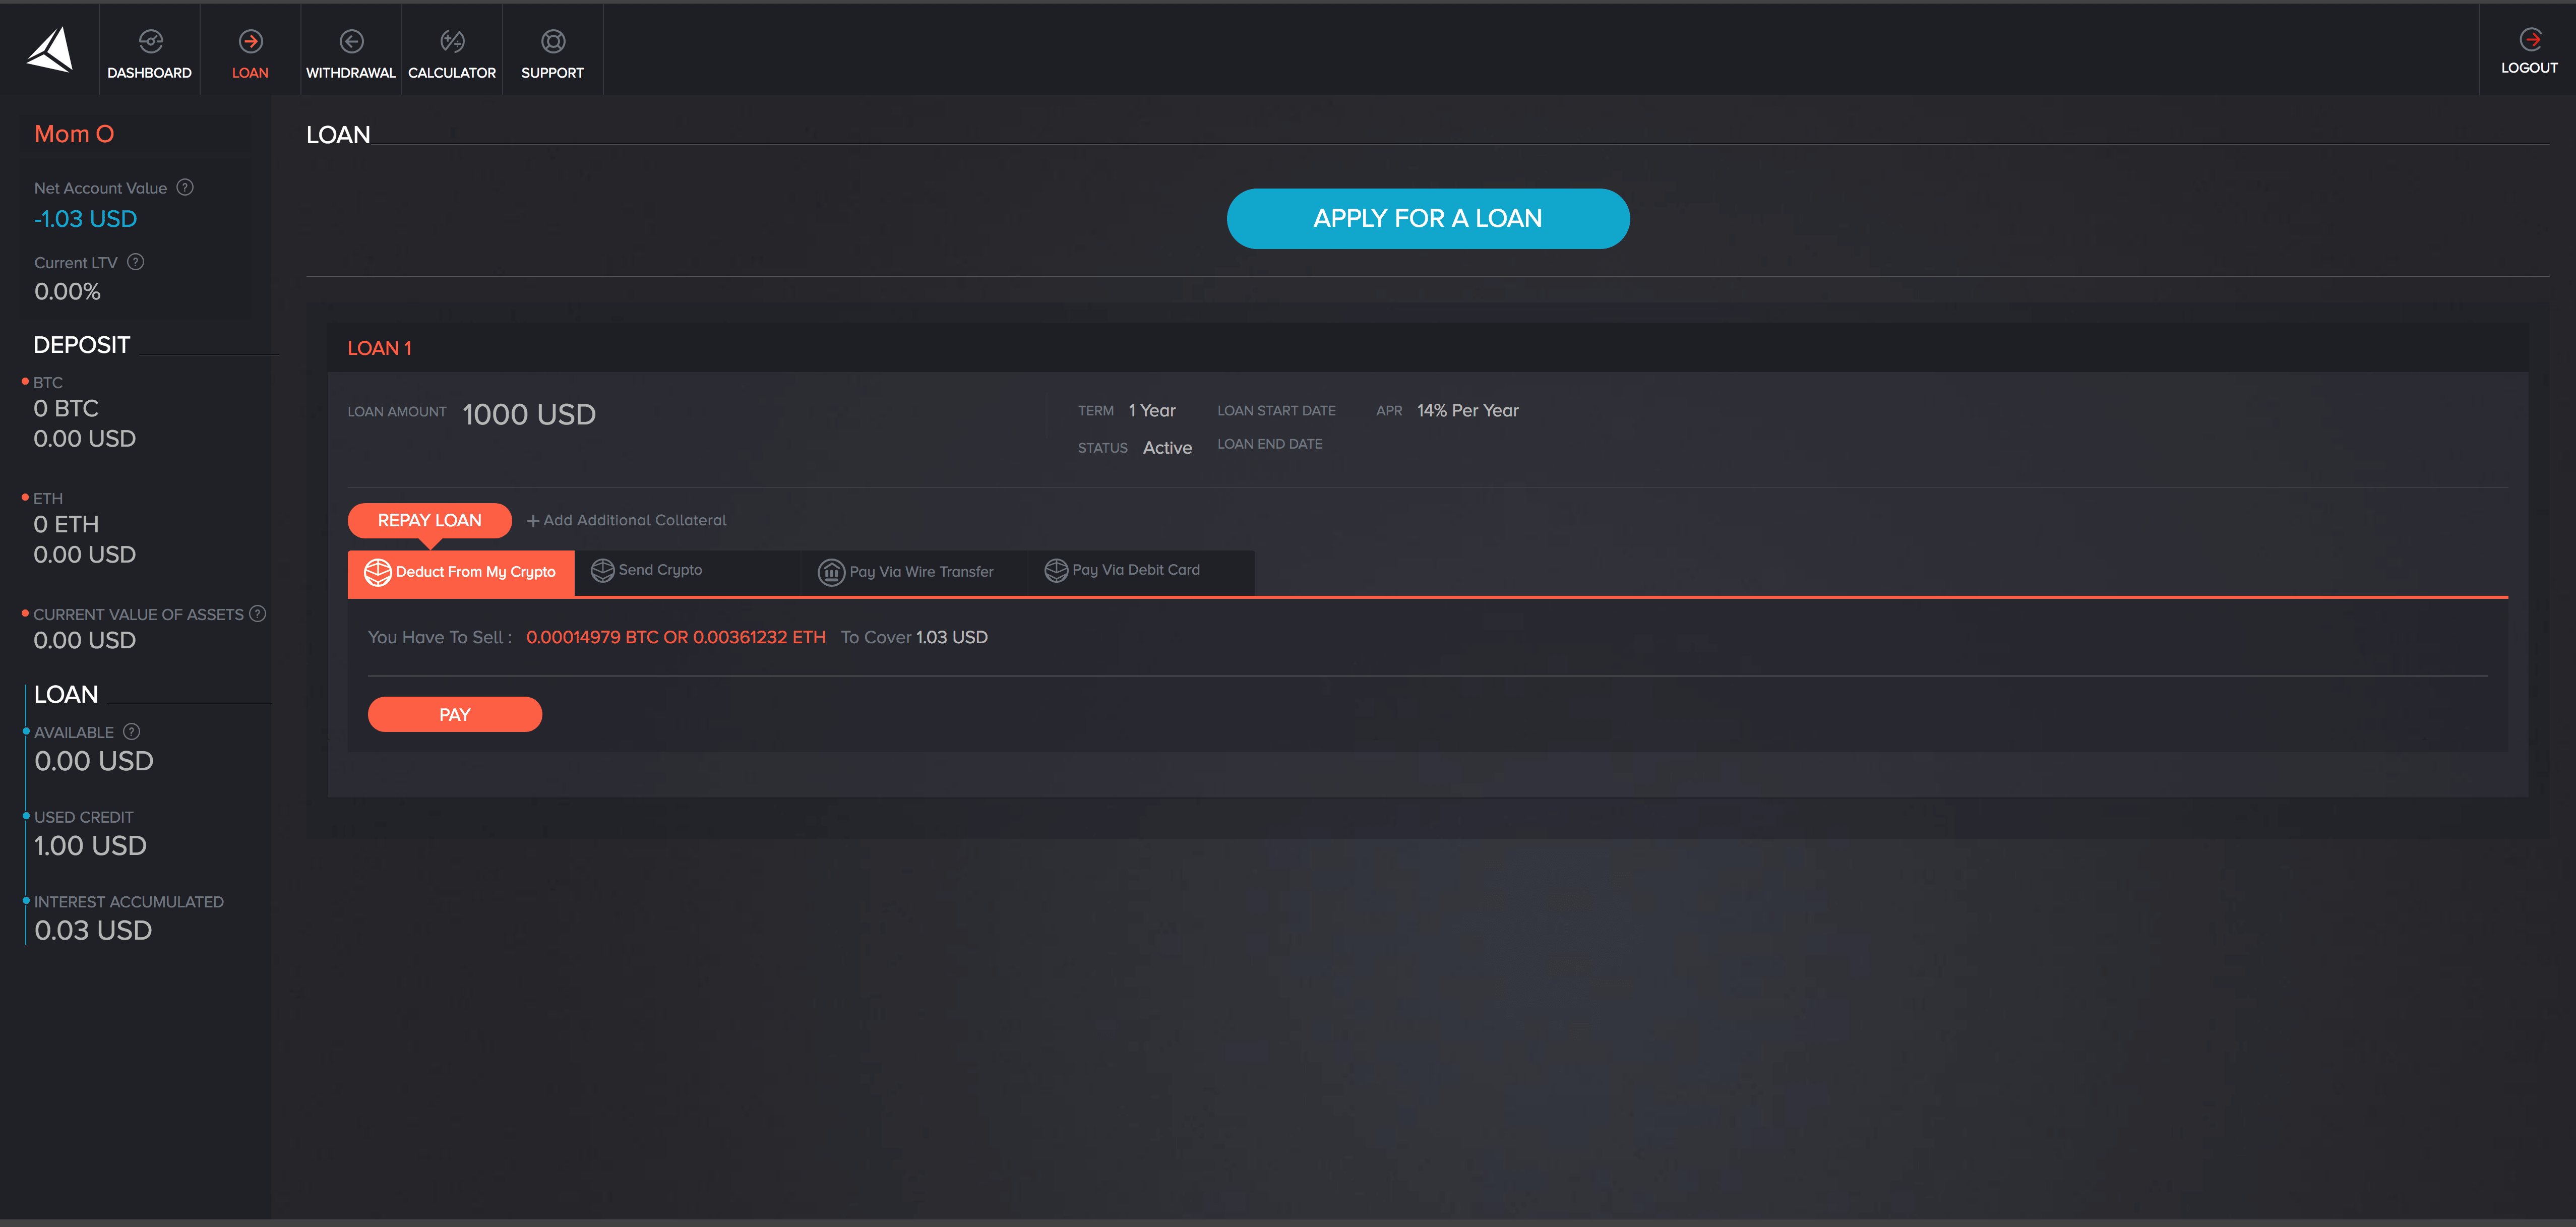 DASHBOARD
LOAN
WITHDRAWAL
CALCULATOR
SUPPORT
LOGOUT
Mom O
Net Account Value ?
-1.03 USD
Current LTV ?
0.00%
DEPOSIT
BTC
0 BTC
0.00 USD
ETH
0 ETH
0.00 USD
CURRENT VALUE OF ASSETS ?
0.00 USD
LOAN
AVAILABLE ?
0.00 USD
USED CREDIT
1.00 USD
INTEREST ACCUMULATED
0.03 USD
LOAN
APPLY FOR A LOAN
LOAN 1
LOAN AMOUNT 1000 USD
TERM 1 Year LOAN START DATE APR 14% Per Year
STATUS Active LOAN END DATE
REPAY LOAN + Add Additional Collateral
Deduct From My Crypto Send Crypto Pay Via Wire Transfer Pay Via Debit Card
You Have To Sell : 0.00014979 BTC OR 0.00361232 ETH To Cover 1.03 USD
PAY